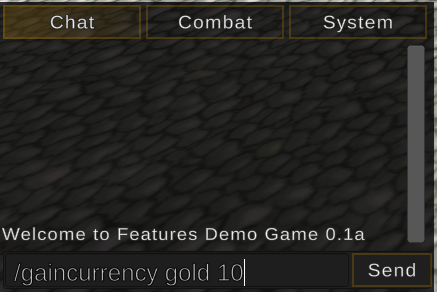 Chat Combat System
Welcome to Features Demo Game 0.1a
/gaincurrency gold 10
Send